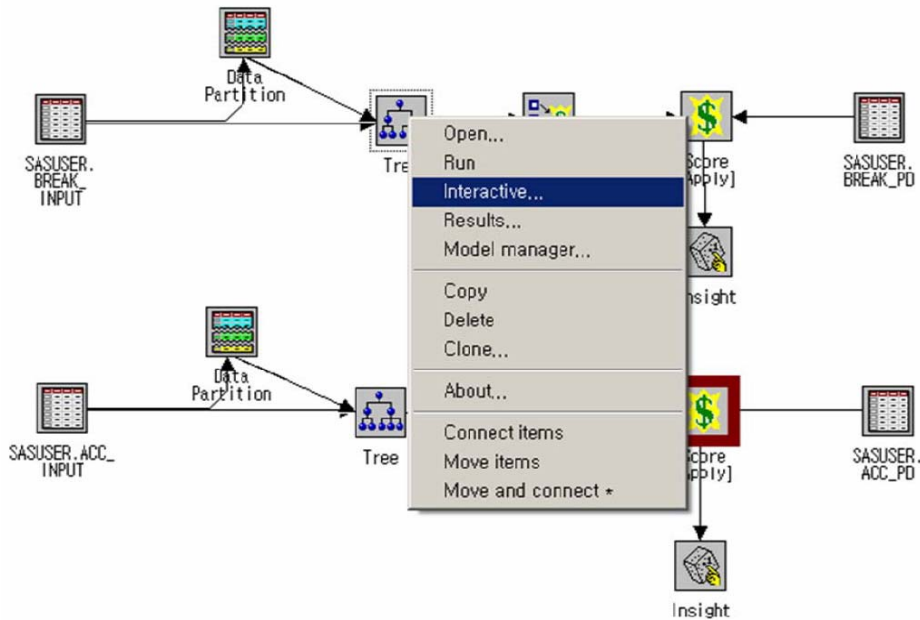 Data
Partition
SASUSER.
BREAK_
INPUT
Tre
Score
Apply]
SASUSER.
BREAK_PD
Open...
Run
Interactive...
Results...
Model manager...
Copy
Delete
Clone...
About...
Connect items
Move items
Move and connect *
nsight
Data
Partition
SASUSER.ACC_
INPUT
Tree
Score
Apply]
SASUSER.
ACC_PD
Insight